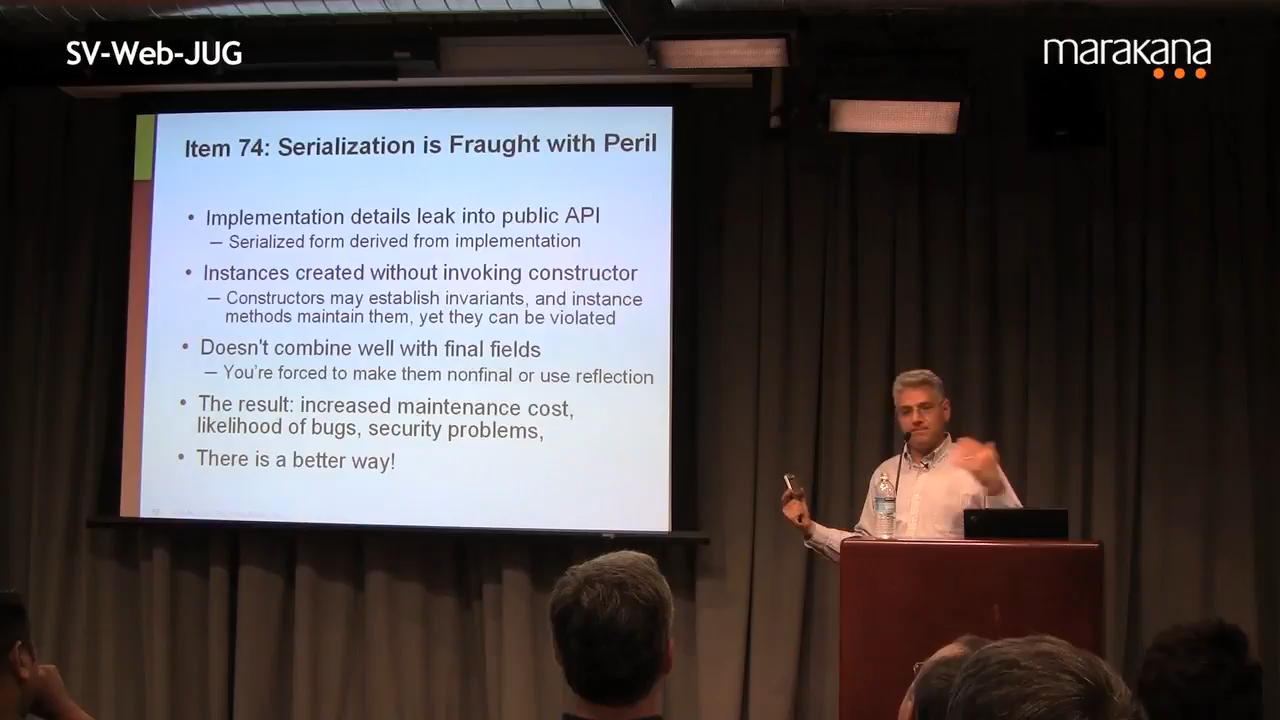 SV-Web-JUG
marakana
Item 74: Serialization is Fraught with Peril
• Implementation details leak into public API
– Serialized form derived from implementation
• Instances created without invoking constructor
– Constructors may establish invariants, and instance
methods maintain them, yet they can be violated
• Doesn't combine well with final fields
– You're forced to make them nonfinal or use reflection
• The result: increased maintenance cost,
likelihood of bugs, security problems,
• There is a better way!